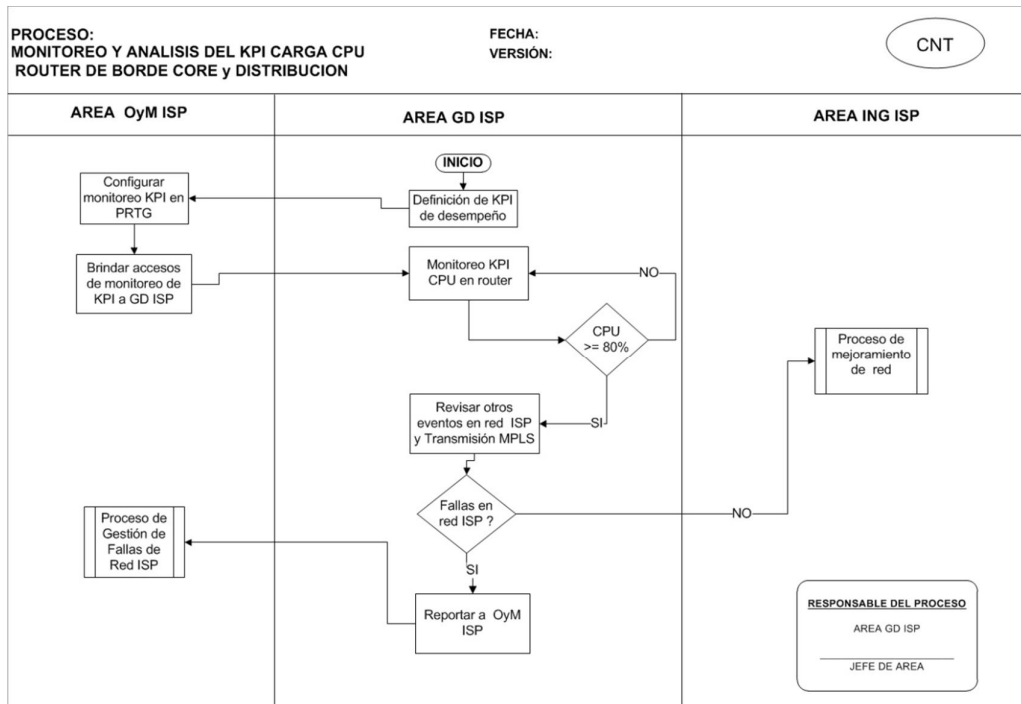 PROCESO:
MONITOREO Y ANALISIS DEL KPI CARGA CPU
ROUTER DE BORDE CORE y DISTRIBUCION
FECHA:
VERSIÓN:
CNT
AREA OyM ISP
AREA GD ISP
AREA ING ISP
INICIO
Definición de KPI
de desempeño
Configurar
monitoreo KPI en
PRTG
Brindar accesos
de monitoreo de
KPI a GD ISP
Monitoreo KPI
CPU en router
NO
CPU
>= 80%
SI
Revisar otros
eventos en red ISP
y Transmisión MPLS
Proceso de
mejoramiento
de red
Fallas en
red ISP ?
NO
SI
Proceso de
Gestión de
Fallas de
Red ISP
Reportar a OyM
ISP
RESPONSABLE DEL PROCESO
AREA GD ISP
JEFE DE AREA